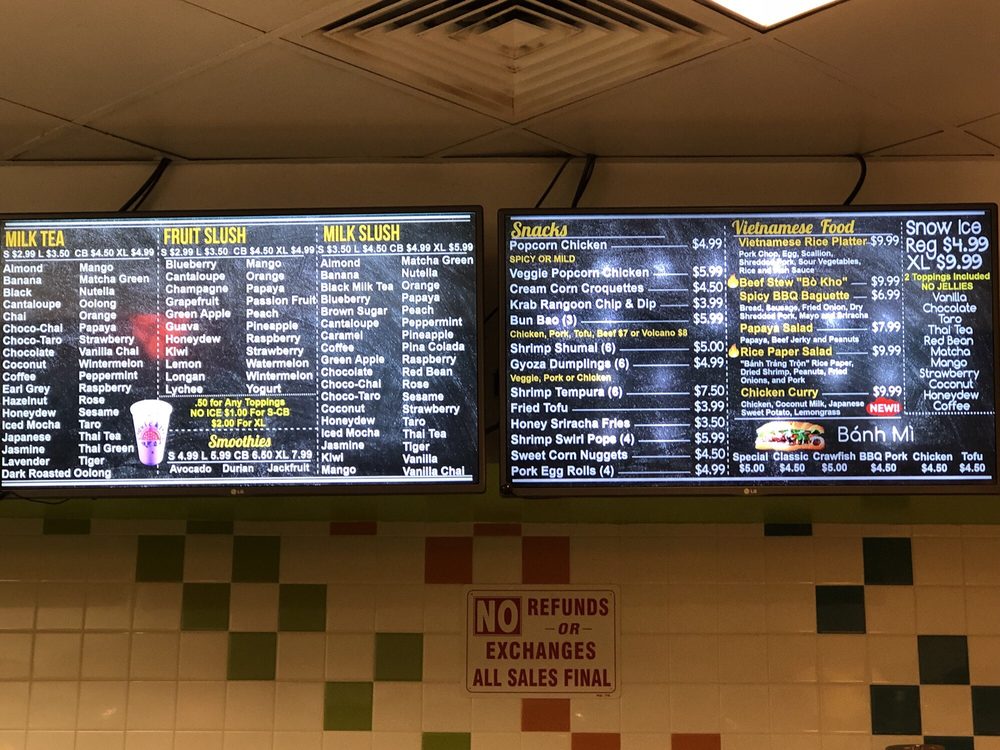 MILK TEA
S $2.99 L $3.50 CB $4.50 XL $4.99
Almond
Banana
Black
Cantaloupe
Chai
Choco-Chai
Choco-Taro
Chocolate
Coconut
Coffee
Earl Grey
Hazelnut
Honeydew
Iced Mocha
Japanese
Jasmine
Lavender
Dark Roasted Oolong
Mango
Matcha Green
Nutella
Oolong
Orange
Papaya
Strawberry
Vanilla Chai
Wintermelon
Peppermint
Raspberry
Rose
Sesame
Taro
Thai Tea
Thai Green
Tiger
FRUIT SLUSH
S $2.99 L $3.50 CB $4.50 XL $4.99
Blueberry
Cantaloupe
Champagne
Grapefruit
Green Apple
Guava
Honeydew
Kiwi
Lemon
Longan
Lychee
Mango
Orange
Papaya
Passion Fruit
Peach
Pineapple
Raspberry
Strawberry
Watermelon
Wintermelon
Yogurt
.50 for Any Toppings
NO ICE $1.00 For S-CB
$2.00 For XL
Smoothies
S 4.99 L 5.99 CB 6.50 XL 7.99
Avocado Durian Jackfruit
MILK SLUSH
S $3.50 L $4.50 CB $4.99 XL $5.99
Almond
Banana
Black Milk Tea
Blueberry
Brown Sugar
Cantaloupe
Caramel
Coffee
Green Apple
Chocolate
Choco-Chai
Choco-Taro
Coconut
Honeydew
Iced Mocha
Jasmine
Kiwi
Mango
Matcha Green
Nutella
Orange
Papaya
Peach
Peppermint
Pineapple
Pina Colada
Raspberry
Red Bean
Rose
Sesame
Strawberry
Taro
Thai Tea
Tiger
Vanilla
Vanilla Chai
LG
Snacks
Popcorn Chicken $4.99
SPICY OR MILD
Veggie Popcorn Chicken $5.99
Cream Corn Croquettes $4.50
Krab Rangoon Chip & Dip $3.99
Bun Bao (3) $5.99
Chicken, Pork, Tofu, Beef $7 or Volcano $8
Shrimp Shumai (6) $5.00
Gyoza Dumplings (6) $4.99
Veggie, Pork or Chicken
Shrimp Tempura (6) $7.50
Fried Tofu $3.99
Honey Sriracha Fries $3.50
Shrimp Swirl Pops (4) $5.99
Sweet Corn Nuggets $4.50
Pork Egg Rolls (4) $4.99
Vietnamese Food
Vietnamese Rice Platter $9.99
Pork Chop, Egg, Scallion,
Shredded Pork, Sour Vegetables,
Rice and Fish Sauce
Beef Stew "Bò Kho" $9.99
Spicy BBQ Baguette $6.99
Bread, Sausage, Fried Onion, Dry
Shredded Pork, Mayo and Sriracha
Papaya Salad $7.99
Papaya, Beef Jerky and Peanuts
Rice Paper Salad $9.99
"Bánh Tráng Trộn" Rice Paper,
Dried Shrimp, Peanuts, Fried
Onions, and Pork
Chicken Curry $9.99
Chicken, Coconut Milk, Japanese
Sweet Potato, Lemongrass
NEW!!
Bánh Mì
Special Classic Crawfish BBQ Pork Chicken Tofu
$5.00 $4.50 $5.00 $4.50 $4.50 $4.50
Snow Ice
Reg $4.99
XL $9.99
2 Toppings Included
NO JELLIES
Vanilla
Chocolate
Taro
Thai Tea
Red Bean
Matcha
Mango
Strawberry
Coconut
Honeydew
Coffee
LG
NO REFUNDS
-OR-
EXCHANGES
ALL SALES FINAL